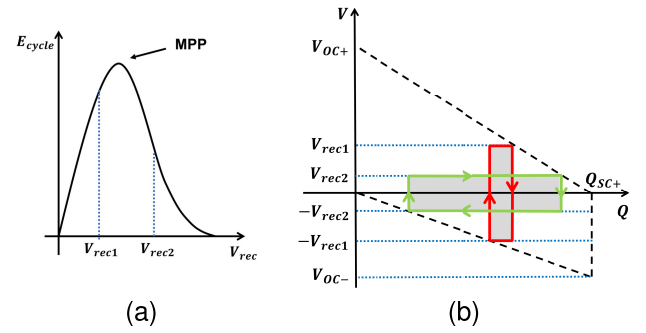 E_cycle
MPP
V_rec1
V_rec2
V_rec
(a)
V
V_OC+
V_rec1
V_rec2
Q_SC+
Q
−V_rec2
−V_rec1
V_OC−
(b)